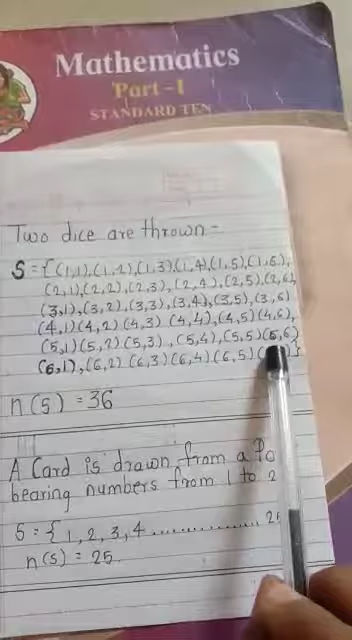 Mathematics
Part - I
STANDARD TEN
Two dice are thrown -
S = {(1,1),(1,2),(1,3)(1,4),(1,5),(1,6),
(2,1),(2,2),(2,3),(2,4),(2,5)(2,6)
(3,1),(3,2),(3,3),(3,4),(3,5),(3,6)
(4,1)(4,2)(4,3)(4,4),(4,5)(4,6),
(5,1)(5,2)(5,3),(5,4),(5,5)(5,6)
(6,1),(6,2)(6,3)(6,4)(6,5)
n(S) = 36
A Card is drawn from a
bearing numbers from 1 to 2
S = {1, 2, 3, 4 ................
n(s) = 25.